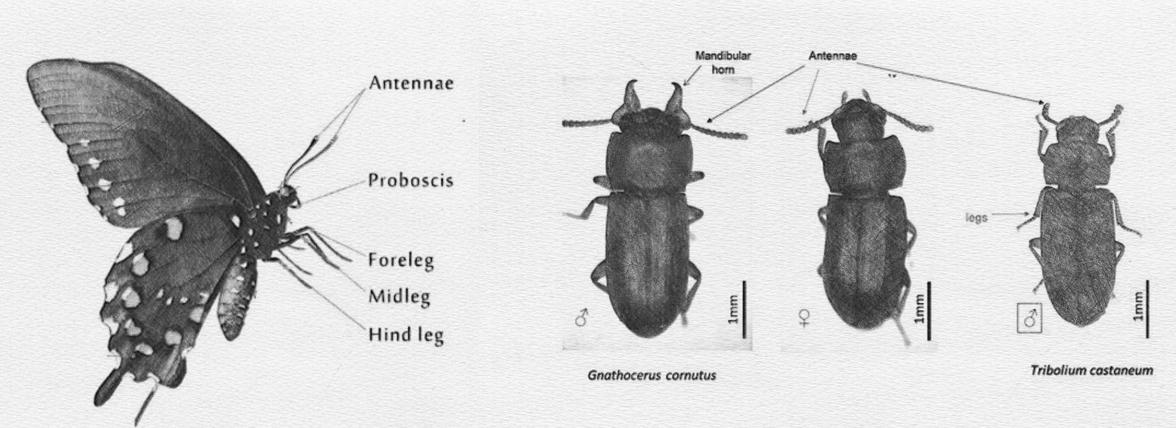 Antennae
Proboscis
Foreleg
Midleg
Hind leg
Mandibular
horn
Antennae
legs
♂
1mm
♀
1mm
♂
1mm
Gnathocerus cornutus
Tribolium castaneum